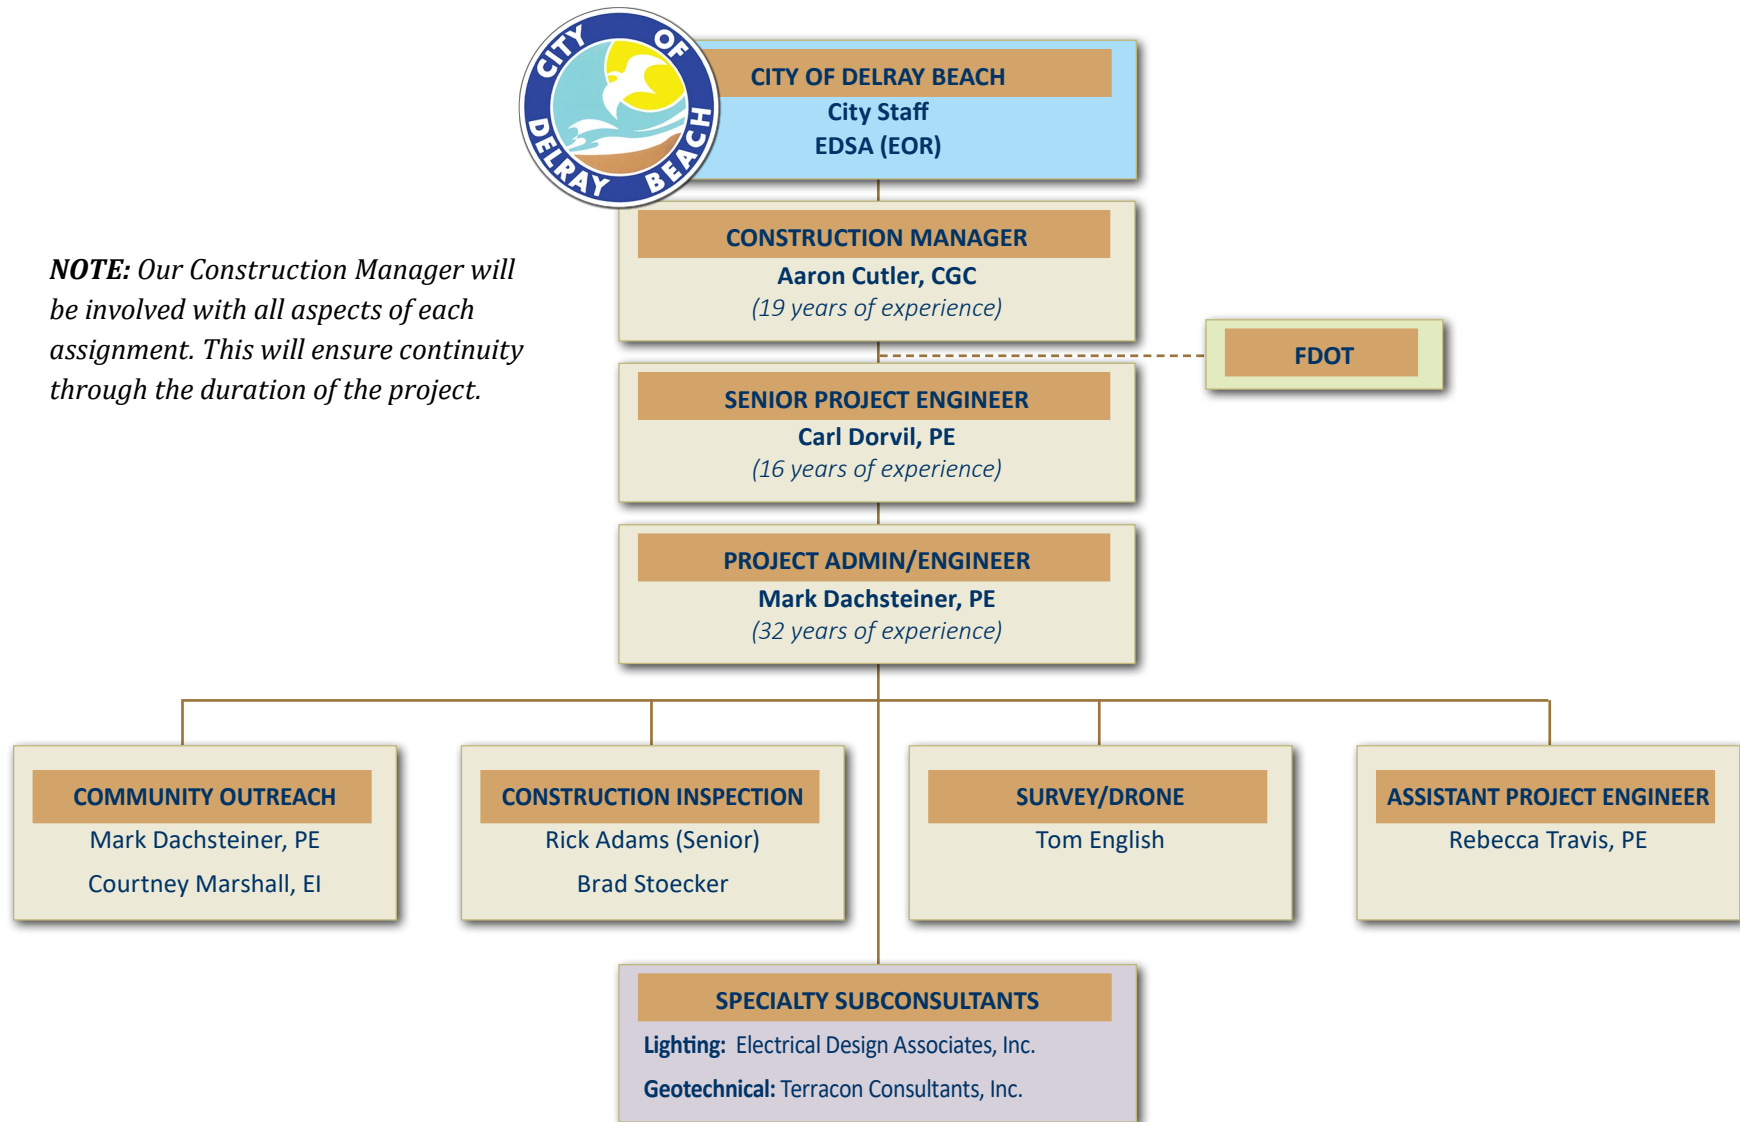 CITY OF
DELRAY BEACH
CITY OF DELRAY BEACH
City Staff
EDSA (EOR)
CONSTRUCTION MANAGER
Aaron Cutler, CGC
(19 years of experience)
NOTE: Our Construction Manager will
be involved with all aspects of each
assignment. This will ensure continuity
through the duration of the project.
FDOT
SENIOR PROJECT ENGINEER
Carl Dorvil, PE
(16 years of experience)
PROJECT ADMIN/ENGINEER
Mark Dachsteiner, PE
(32 years of experience)
COMMUNITY OUTREACH
Mark Dachsteiner, PE
Courtney Marshall, EI
CONSTRUCTION INSPECTION
Rick Adams (Senior)
Brad Stoecker
SURVEY/DRONE
Tom English
ASSISTANT PROJECT ENGINEER
Rebecca Travis, PE
SPECIALTY SUBCONSULTANTS
Lighting: Electrical Design Associates, Inc.
Geotechnical: Terracon Consultants, Inc.